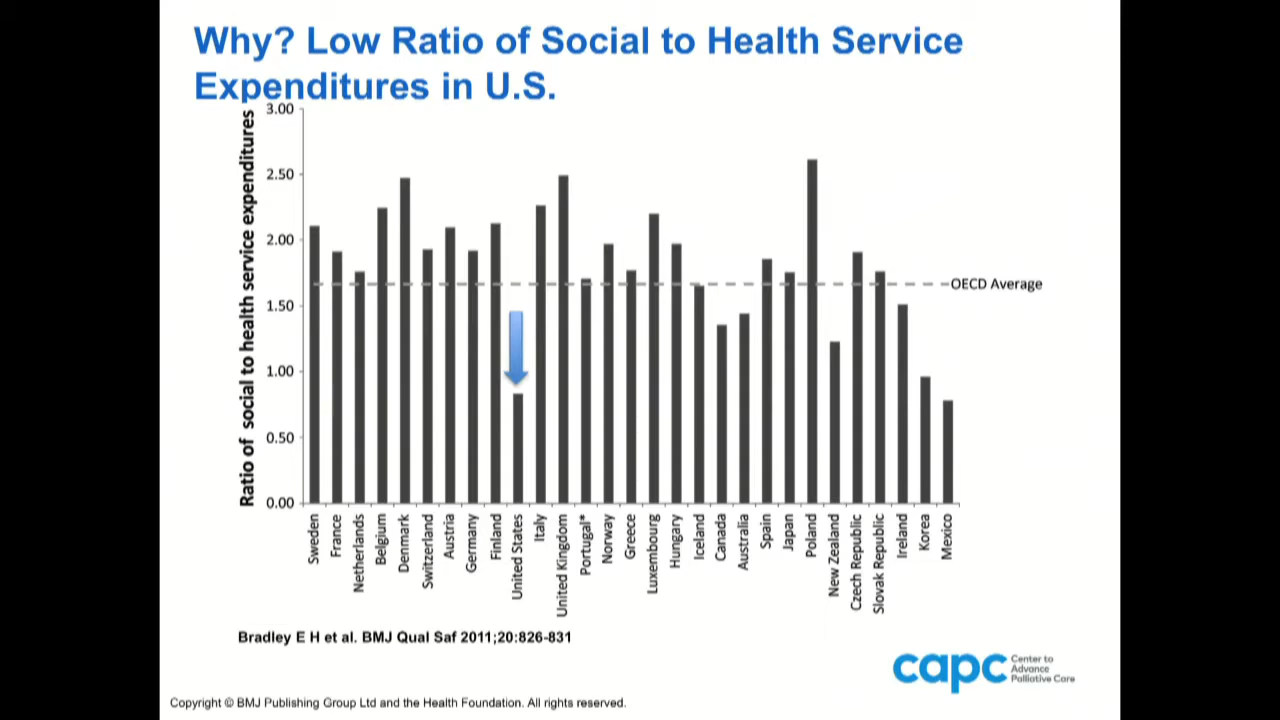 Why? Low Ratio of Social to Health Service
Expenditures in U.S.
Ratio of social to health service expenditures
3.00
2.50
2.00
1.50
1.00
0.50
0.00
OECD Average
Sweden
France
Netherlands
Belgium
Denmark
Switzerland
Austria
Germany
Finland
United States
Italy
United Kingdom
Portugal*
Norway
Greece
Luxembourg
Hungary
Iceland
Canada
Australia
Spain
Japan
Poland
New Zealand
Czech Republic
Slovak Republic
Ireland
Korea
Mexico
Bradley E H et al. BMJ Qual Saf 2011;20:826-831
capc
Center to
Advance
Palliative Care
Copyright © BMJ Publishing Group Ltd and the Health Foundation. All rights reserved.